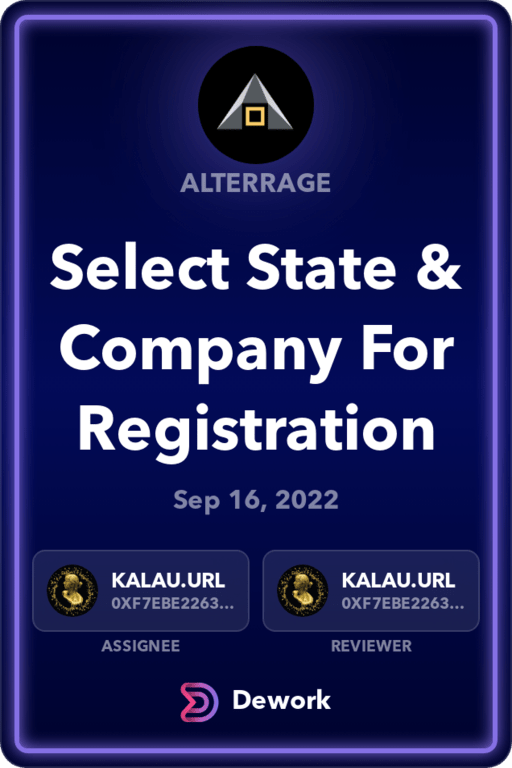 ALTERRAGE
Select State &
Company For
Registration
Sep 16, 2022
KALAU.URL
0XF7EBE2263...
ASSIGNEE
KALAU.URL
0XF7EBE2263...
REVIEWER
Dework